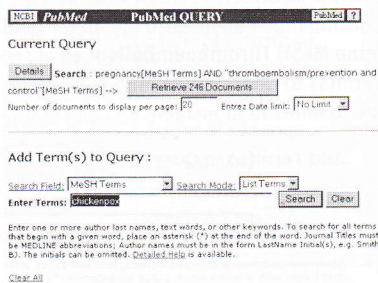 NCBI PubMed PubMed QUERY PubMed ?
Current Query
Details Search : pregnancy[MeSH Terms] AND "thromboembolism/prevention and
control"[MeSH Terms] --> Retrieve 246 Documents
Number of documents to display per page: 20 Entrez Date limit: No Limit
Add Term(s) to Query :
Search Field: MeSH Terms Search Mode: List Terms
Enter Terms: chickenpox Search Clear
Enter one or more author last names, text words, or other keywords. To search for all terms
that begin with a given word, place an asterisk (*) at the end of the word. Journal Titles must
be MEDLINE abbreviations; Author names must be in the form LastName Initial(s), e.g. Smith
BJ. The initials can be omitted. Detailed Help is available.
Clear All